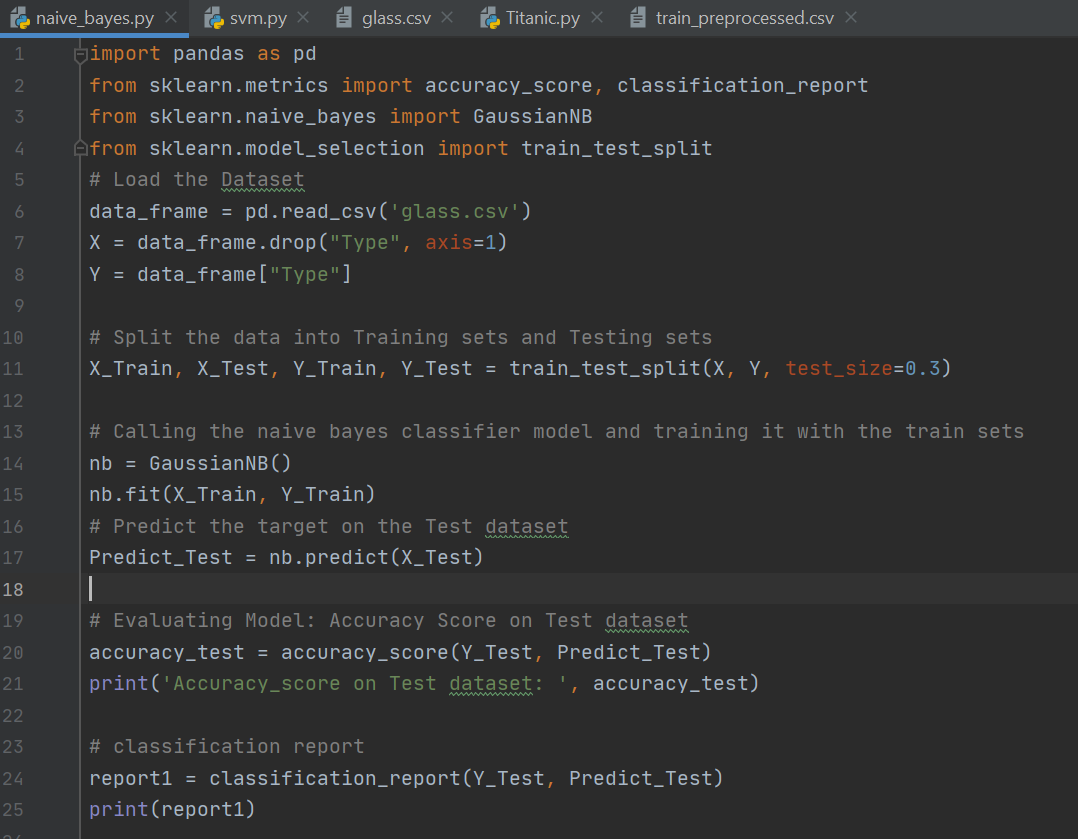 naive_bayes.py svm.py glass.csv Titanic.py train_preprocessed.csv
1 import pandas as pd
2 from sklearn.metrics import accuracy_score, classification_report
3 from sklearn.naive_bayes import GaussianNB
4 from sklearn.model_selection import train_test_split
5 # Load the Dataset
6 data_frame = pd.read_csv('glass.csv')
7 X = data_frame.drop("Type", axis=1)
8 Y = data_frame["Type"]
9
10 # Split the data into Training sets and Testing sets
11 X_Train, X_Test, Y_Train, Y_Test = train_test_split(X, Y, test_size=0.3)
12
13 # Calling the naive bayes classifier model and training it with the train sets
14 nb = GaussianNB()
15 nb.fit(X_Train, Y_Train)
16 # Predict the target on the Test dataset
17 Predict_Test = nb.predict(X_Test)
18
19 # Evaluating Model: Accuracy Score on Test dataset
20 accuracy_test = accuracy_score(Y_Test, Predict_Test)
21 print('Accuracy_score on Test dataset: ', accuracy_test)
22
23 # classification report
24 report1 = classification_report(Y_Test, Predict_Test)
25 print(report1)